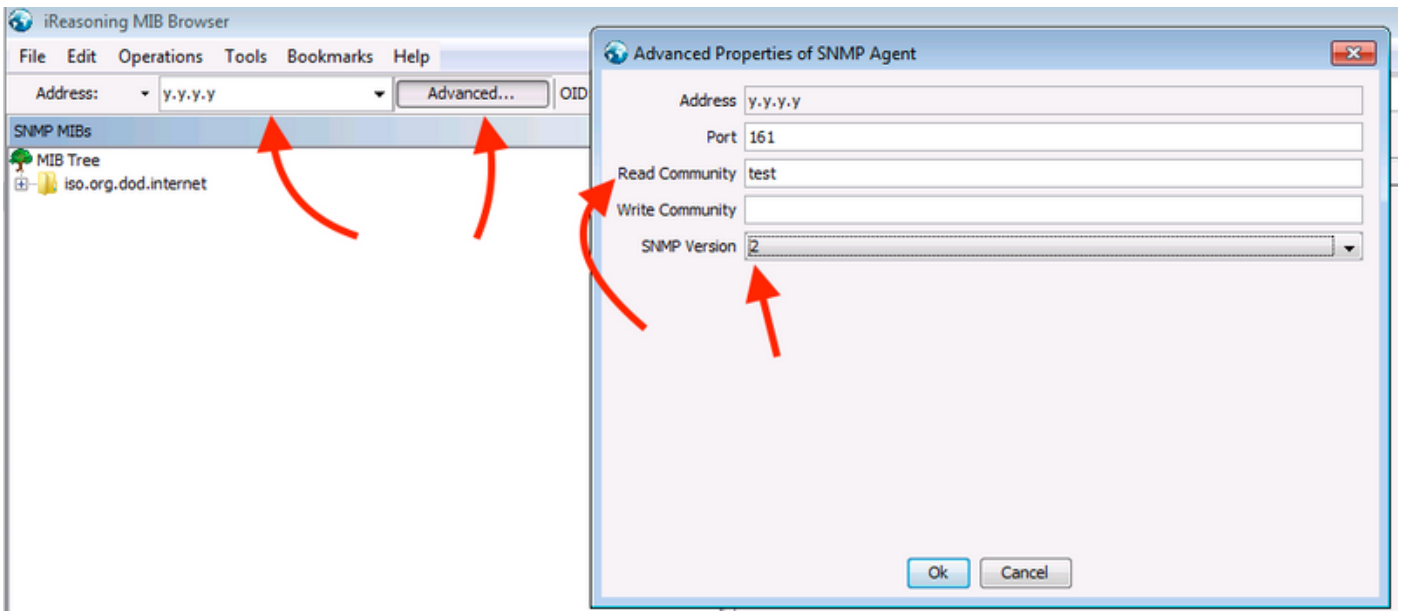 iReasoning MIB Browser
File Edit Operations Tools Bookmarks Help
Address: y.y.y.y Advanced... OID
SNMP MIBs
MIB Tree
iso.org.dod.internet
Advanced Properties of SNMP Agent
Address y.y.y.y
Port 161
Read Community test
Write Community
SNMP Version 2
Ok Cancel